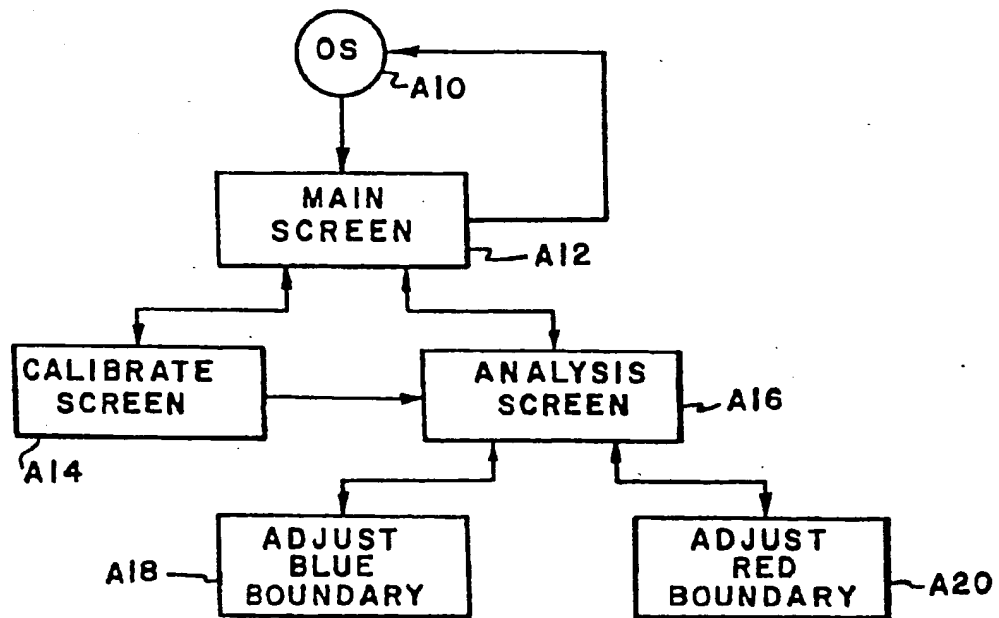 OS
A10
MAIN
SCREEN
A12
CALIBRATE
SCREEN
A14
ANALYSIS
SCREEN
A16
ADJUST
BLUE
BOUNDARY
A18
ADJUST
RED
BOUNDARY
A20